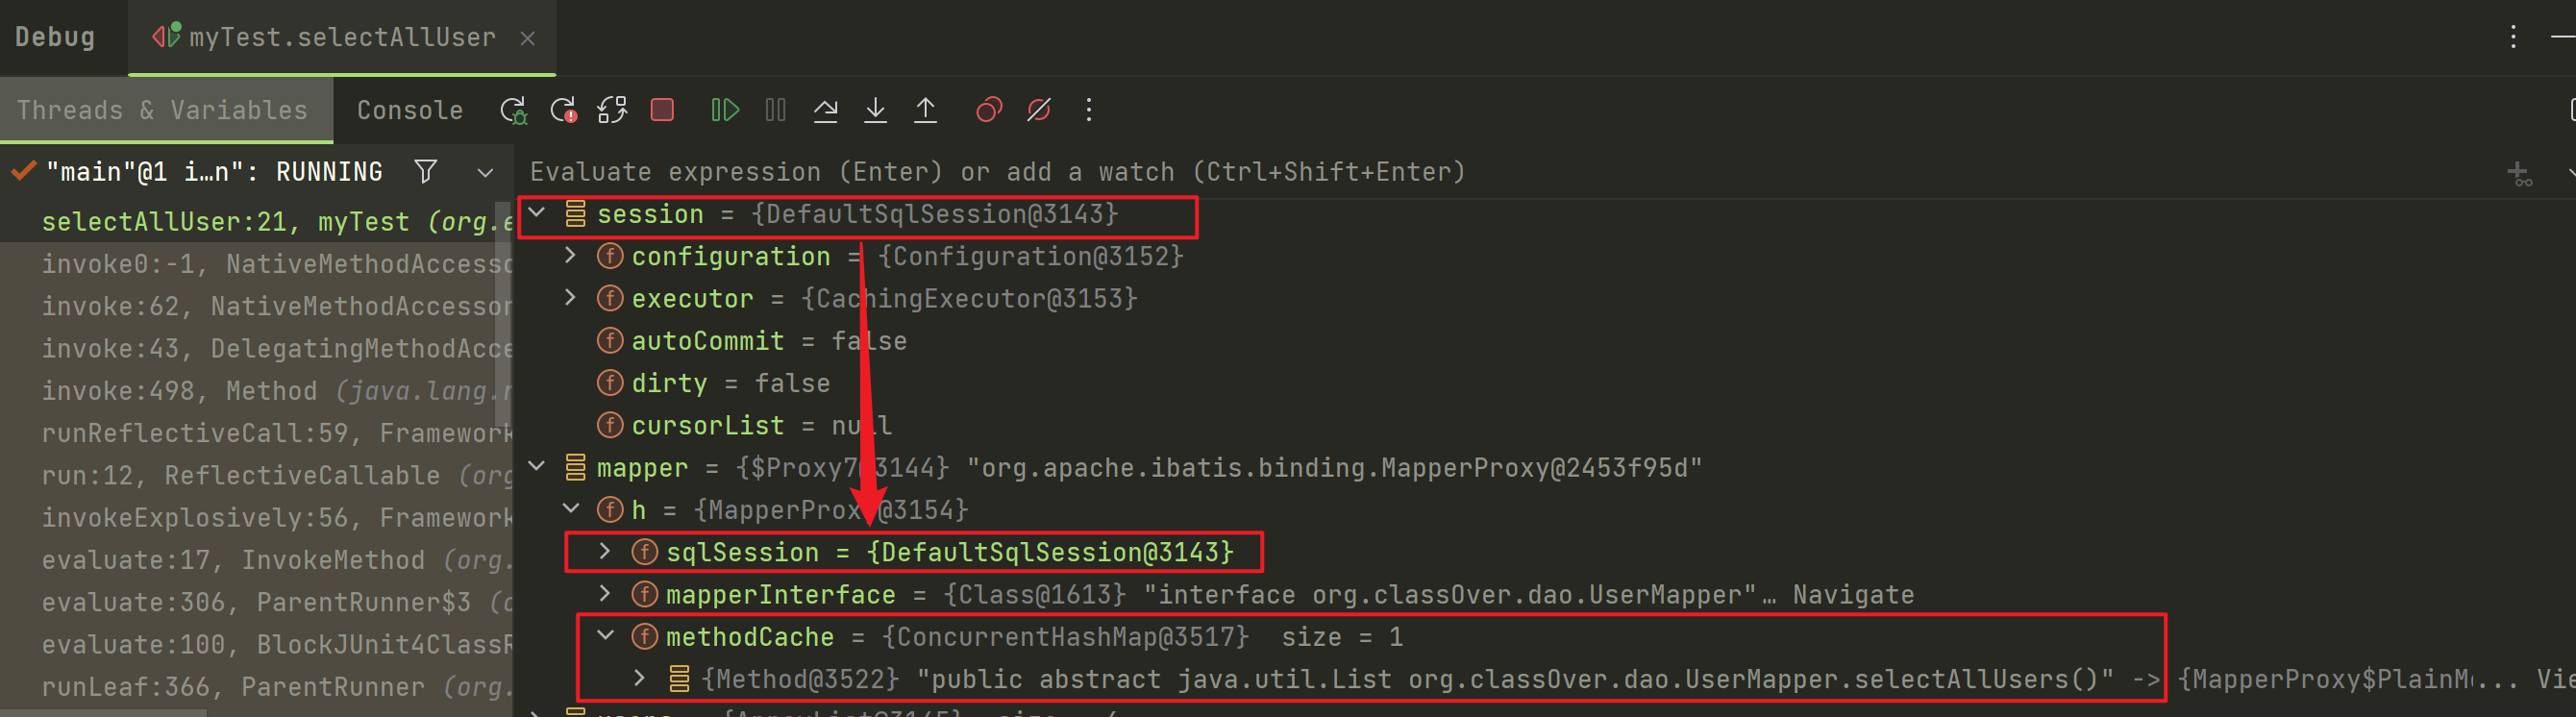 Debug myTest.selectAllUser
Threads & Variables Console
"main"@1 i…n": RUNNING
Evaluate expression (Enter) or add a watch (Ctrl+Shift+Enter)
selectAllUser:21, myTest (org.e
invoke0:-1, NativeMethodAccesso
invoke:62, NativeMethodAccessor
invoke:43, DelegatingMethodAcce
invoke:498, Method (java.lang.r
runReflectiveCall:59, Framework
run:12, ReflectiveCallable (org
invokeExplosively:56, Framework
evaluate:17, InvokeMethod (org.
evaluate:306, ParentRunner$3 (o
evaluate:100, BlockJUnit4ClassR
runLeaf:366, ParentRunner (org.
session = {DefaultSqlSession@3143}
configuration = {Configuration@3152}
executor = {CachingExecutor@3153}
autoCommit = false
dirty = false
cursorList = null
mapper = {$Proxy7@3144} "org.apache.ibatis.binding.MapperProxy@2453f95d"
h = {MapperProxy@3154}
sqlSession = {DefaultSqlSession@3143}
mapperInterface = {Class@1613} "interface org.classOver.dao.UserMapper"… Navigate
methodCache = {ConcurrentHashMap@3517} size = 1
{Method@3522} "public abstract java.util.List org.classOver.dao.UserMapper.selectAllUsers()" -> {MapperProxy$PlainMe... Vie